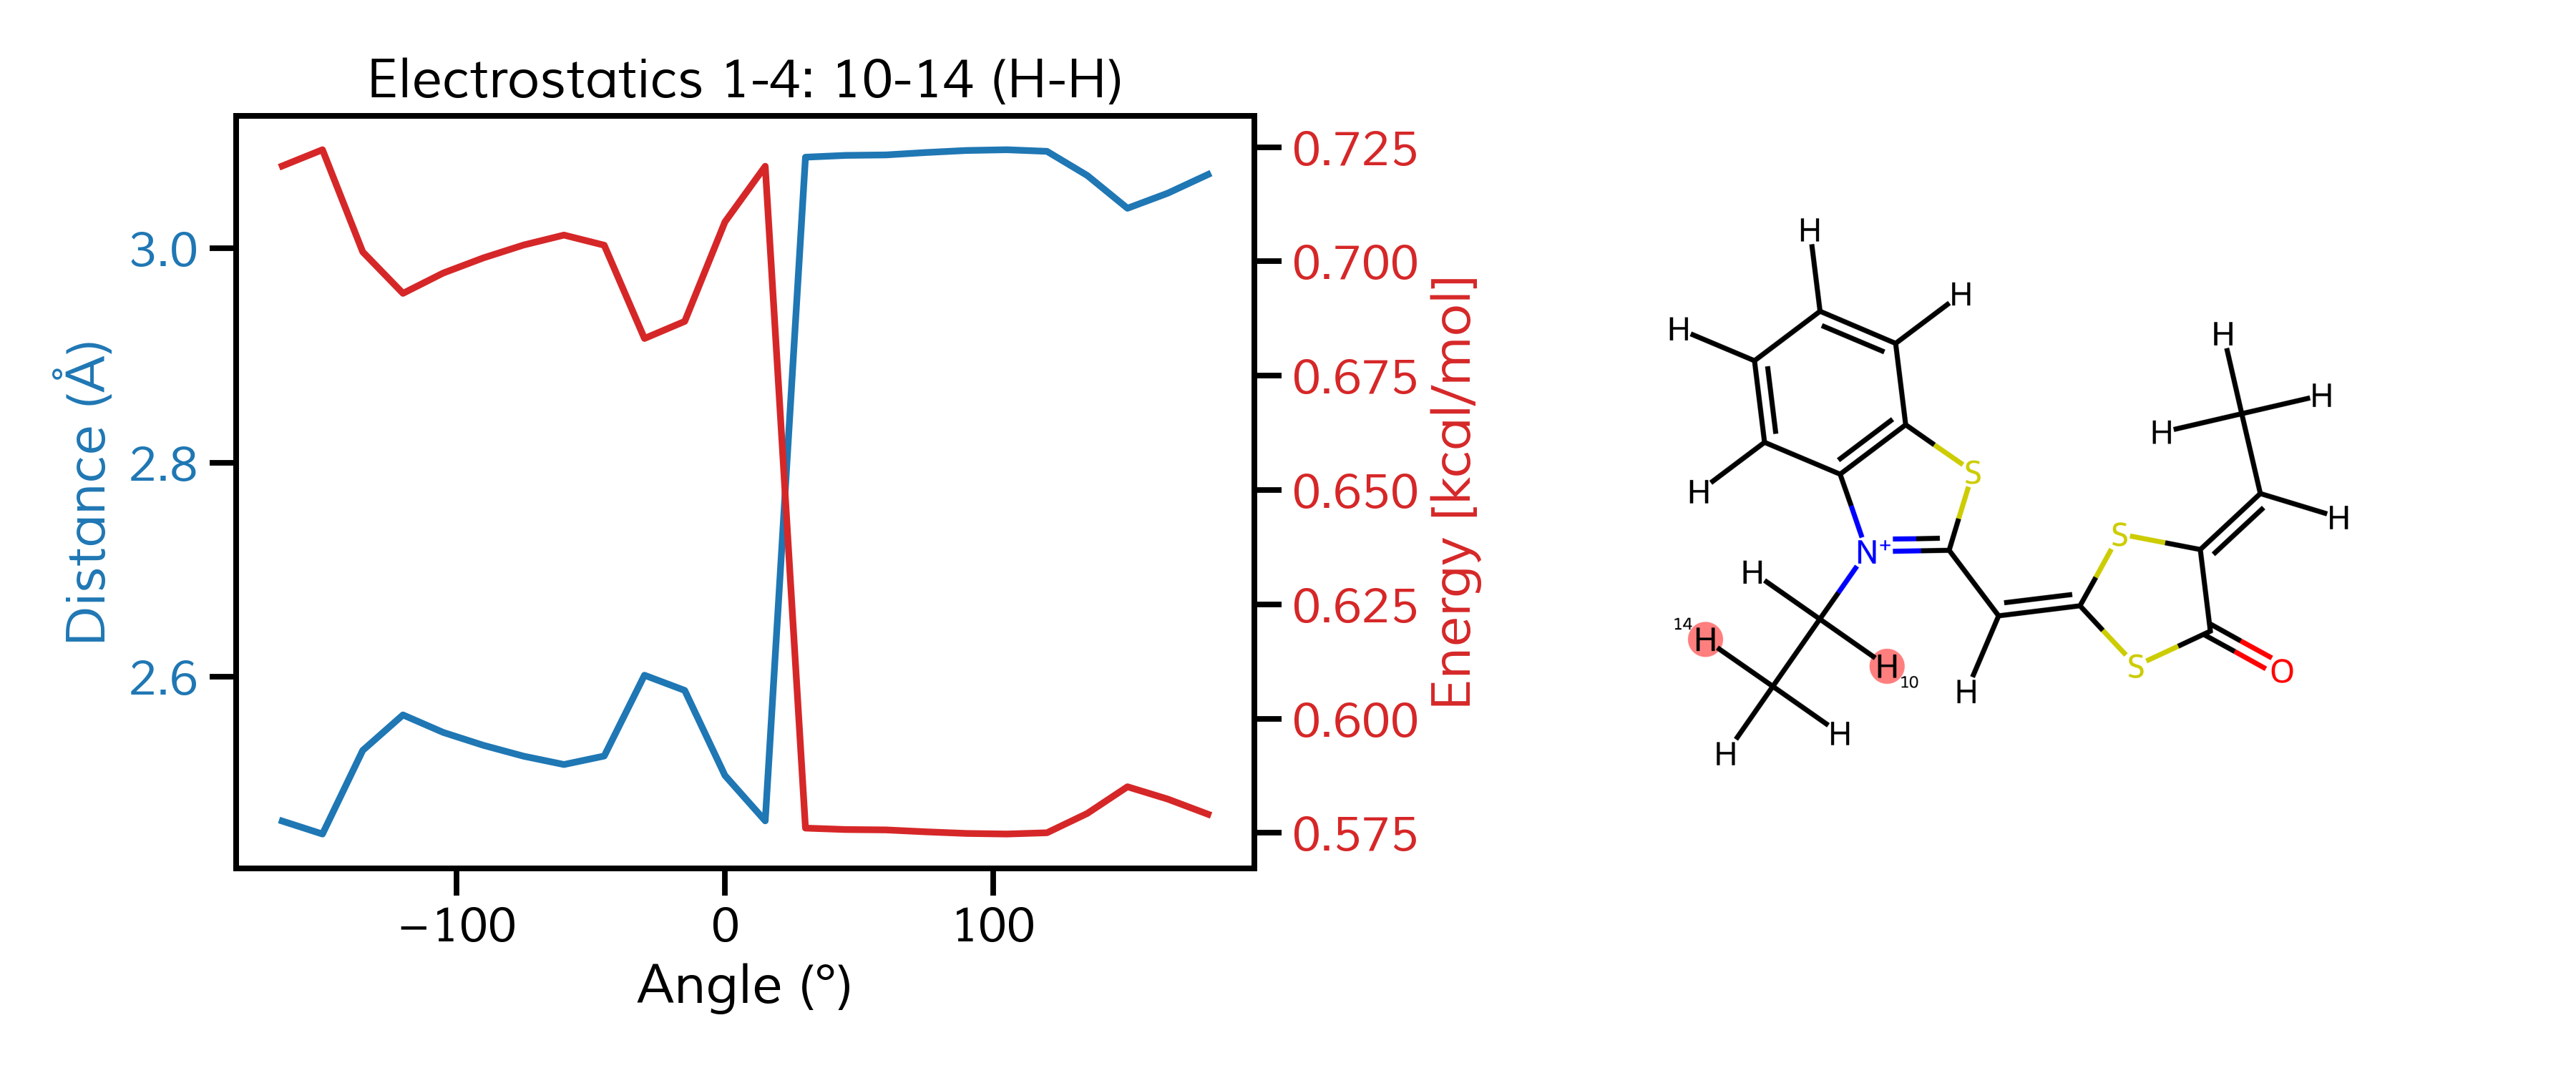 Electrostatics 1-4: 10-14 (H-H)
Distance (Å)
3.0
2.8
2.6
−100
0
100
Angle (°)
0.725
0.700
0.675
0.650
0.625
0.600
0.575
Energy [kcal/mol]
H
H
H
H
H
H
H
S
H
S
N⁺
H
14
H
H
10
H
S
O
H
H